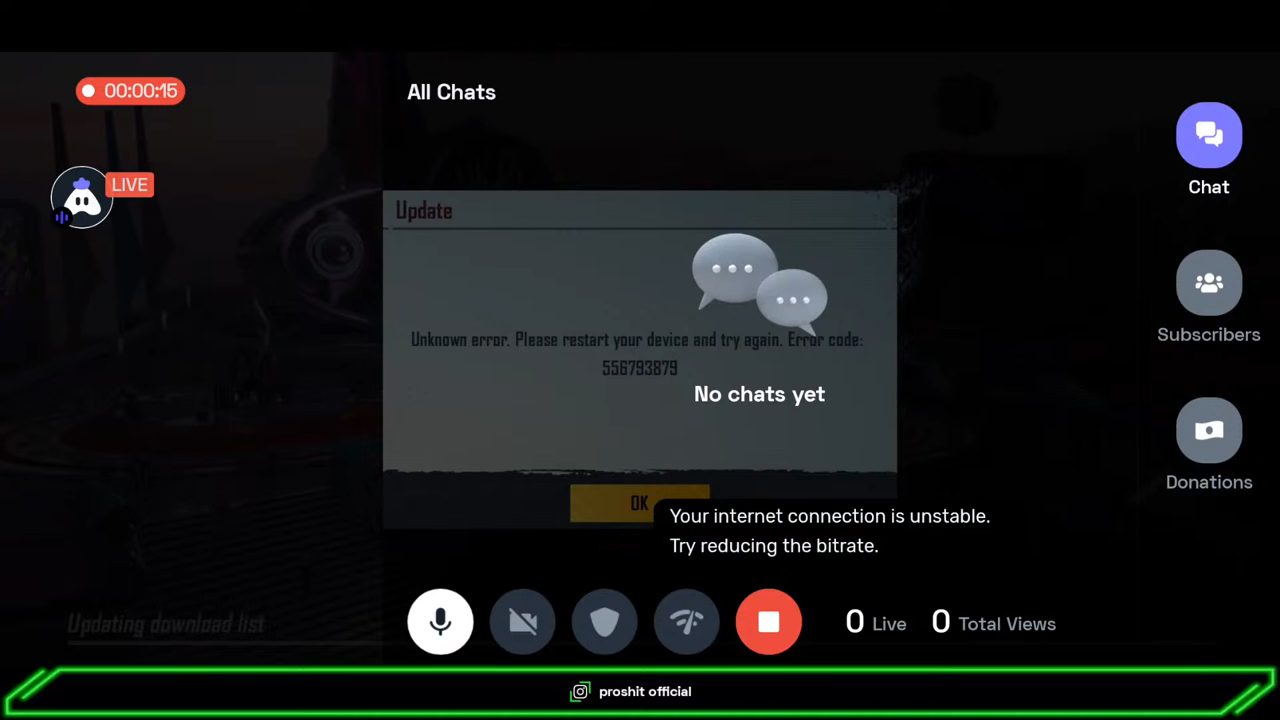 00:00:15
All Chats
LIVE
Chat
Update
Subscribers
Unknown error. Please restart your device and try again. Error code:
556793879
No chats yet
Donations
OK
Your internet connection is unstable.
Try reducing the bitrate.
Updating download list
0 Live 0 Total Views
proshit official